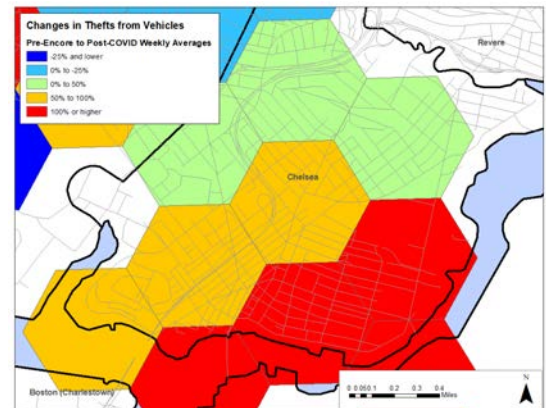 Changes in Thefts from Vehicles
Pre-Encore to Post-COVID Weekly Averages
-25% and lower
0% to -25%
0% to 50%
50% to 100%
100% or higher
Revere
Chelsea
Boston (Charlestown)
0 0.05 0.1 0.2 0.3 0.4
Miles
N